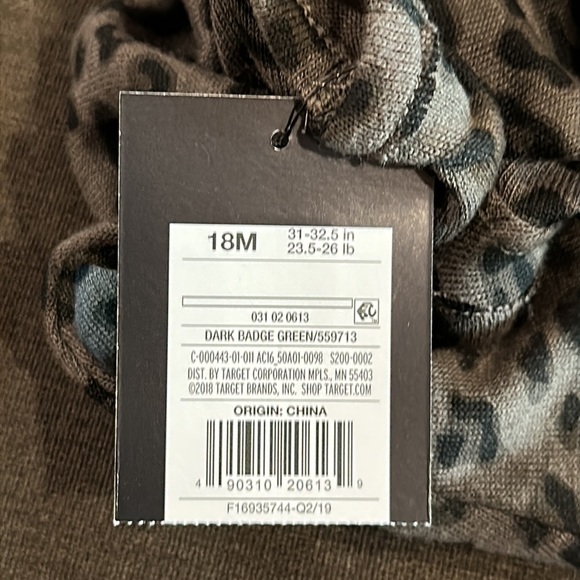 18M
31-32.5 in
23.5-26 lb
031 02 0613
DARK BADGE GREEN/559713
C-000443-01-011 AC16_50A01-0098 S200-0002
DIST. BY TARGET CORPORATION MPLS., MN 55403
©2018 TARGET BRANDS, INC. SHOP TARGET.COM
ORIGIN: CHINA
4 90310 20613 9
F16935744-Q2/19